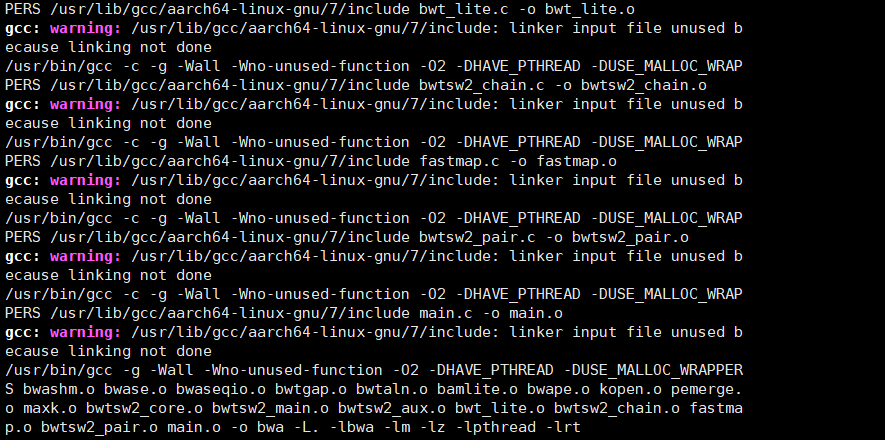 PERS /usr/lib/gcc/aarch64-linux-gnu/7/include bwt_lite.c -o bwt_lite.o
gcc: warning: /usr/lib/gcc/aarch64-linux-gnu/7/include: linker input file unused b
ecause linking not done
/usr/bin/gcc -c -g -Wall -Wno-unused-function -O2 -DHAVE_PTHREAD -DUSE_MALLOC_WRAP
PERS /usr/lib/gcc/aarch64-linux-gnu/7/include bwtsw2_chain.c -o bwtsw2_chain.o
gcc: warning: /usr/lib/gcc/aarch64-linux-gnu/7/include: linker input file unused b
ecause linking not done
/usr/bin/gcc -c -g -Wall -Wno-unused-function -O2 -DHAVE_PTHREAD -DUSE_MALLOC_WRAP
PERS /usr/lib/gcc/aarch64-linux-gnu/7/include fastmap.c -o fastmap.o
gcc: warning: /usr/lib/gcc/aarch64-linux-gnu/7/include: linker input file unused b
ecause linking not done
/usr/bin/gcc -c -g -Wall -Wno-unused-function -O2 -DHAVE_PTHREAD -DUSE_MALLOC_WRAP
PERS /usr/lib/gcc/aarch64-linux-gnu/7/include bwtsw2_pair.c -o bwtsw2_pair.o
gcc: warning: /usr/lib/gcc/aarch64-linux-gnu/7/include: linker input file unused b
ecause linking not done
/usr/bin/gcc -c -g -Wall -Wno-unused-function -O2 -DHAVE_PTHREAD -DUSE_MALLOC_WRAP
PERS /usr/lib/gcc/aarch64-linux-gnu/7/include main.c -o main.o
gcc: warning: /usr/lib/gcc/aarch64-linux-gnu/7/include: linker input file unused b
ecause linking not done
/usr/bin/gcc -g -Wall -Wno-unused-function -O2 -DHAVE_PTHREAD -DUSE_MALLOC_WRAPPER
S bwashm.o bwase.o bwaseqio.o bwtgap.o bwtaln.o bamlite.o bwape.o kopen.o pemerge.
o maxk.o bwtsw2_core.o bwtsw2_main.o bwtsw2_aux.o bwt_lite.o bwtsw2_chain.o fastma
p.o bwtsw2_pair.o main.o -o bwa -L. -lbwa -lm -lz -lpthread -lrt